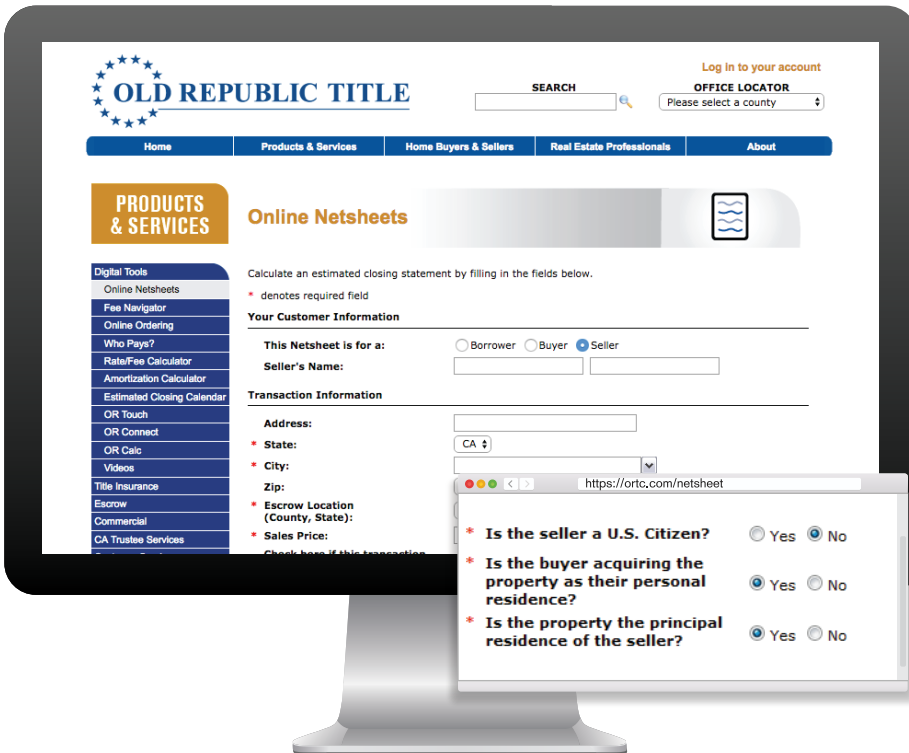 Log in to your account
OLD REPUBLIC TITLE
SEARCH
OFFICE LOCATOR
Please select a county
Home
Products & Services
Home Buyers & Sellers
Real Estate Professionals
About
PRODUCTS
& SERVICES
Online Netsheets
Digital Tools
Online Netsheets
Fee Navigator
Online Ordering
Who Pays?
Rate/Fee Calculator
Amortization Calculator
Estimated Closing Calendar
OR Touch
OR Connect
OR Calc
Videos
Title Insurance
Escrow
Commercial
CA Trustee Services
Calculate an estimated closing statement by filling in the fields below.
* denotes required field
Your Customer Information
This Netsheet is for a: Borrower Buyer Seller
Seller's Name:
Transaction Information
Address:
* State: CA
* City:
Zip:
* Escrow Location
(County, State):
* Sales Price:
Check here if this transaction
https://ortc.com/netsheet
* Is the seller a U.S. Citizen? Yes No
* Is the buyer acquiring the
property as their personal Yes No
residence?
* Is the property the principal
residence of the seller? Yes No